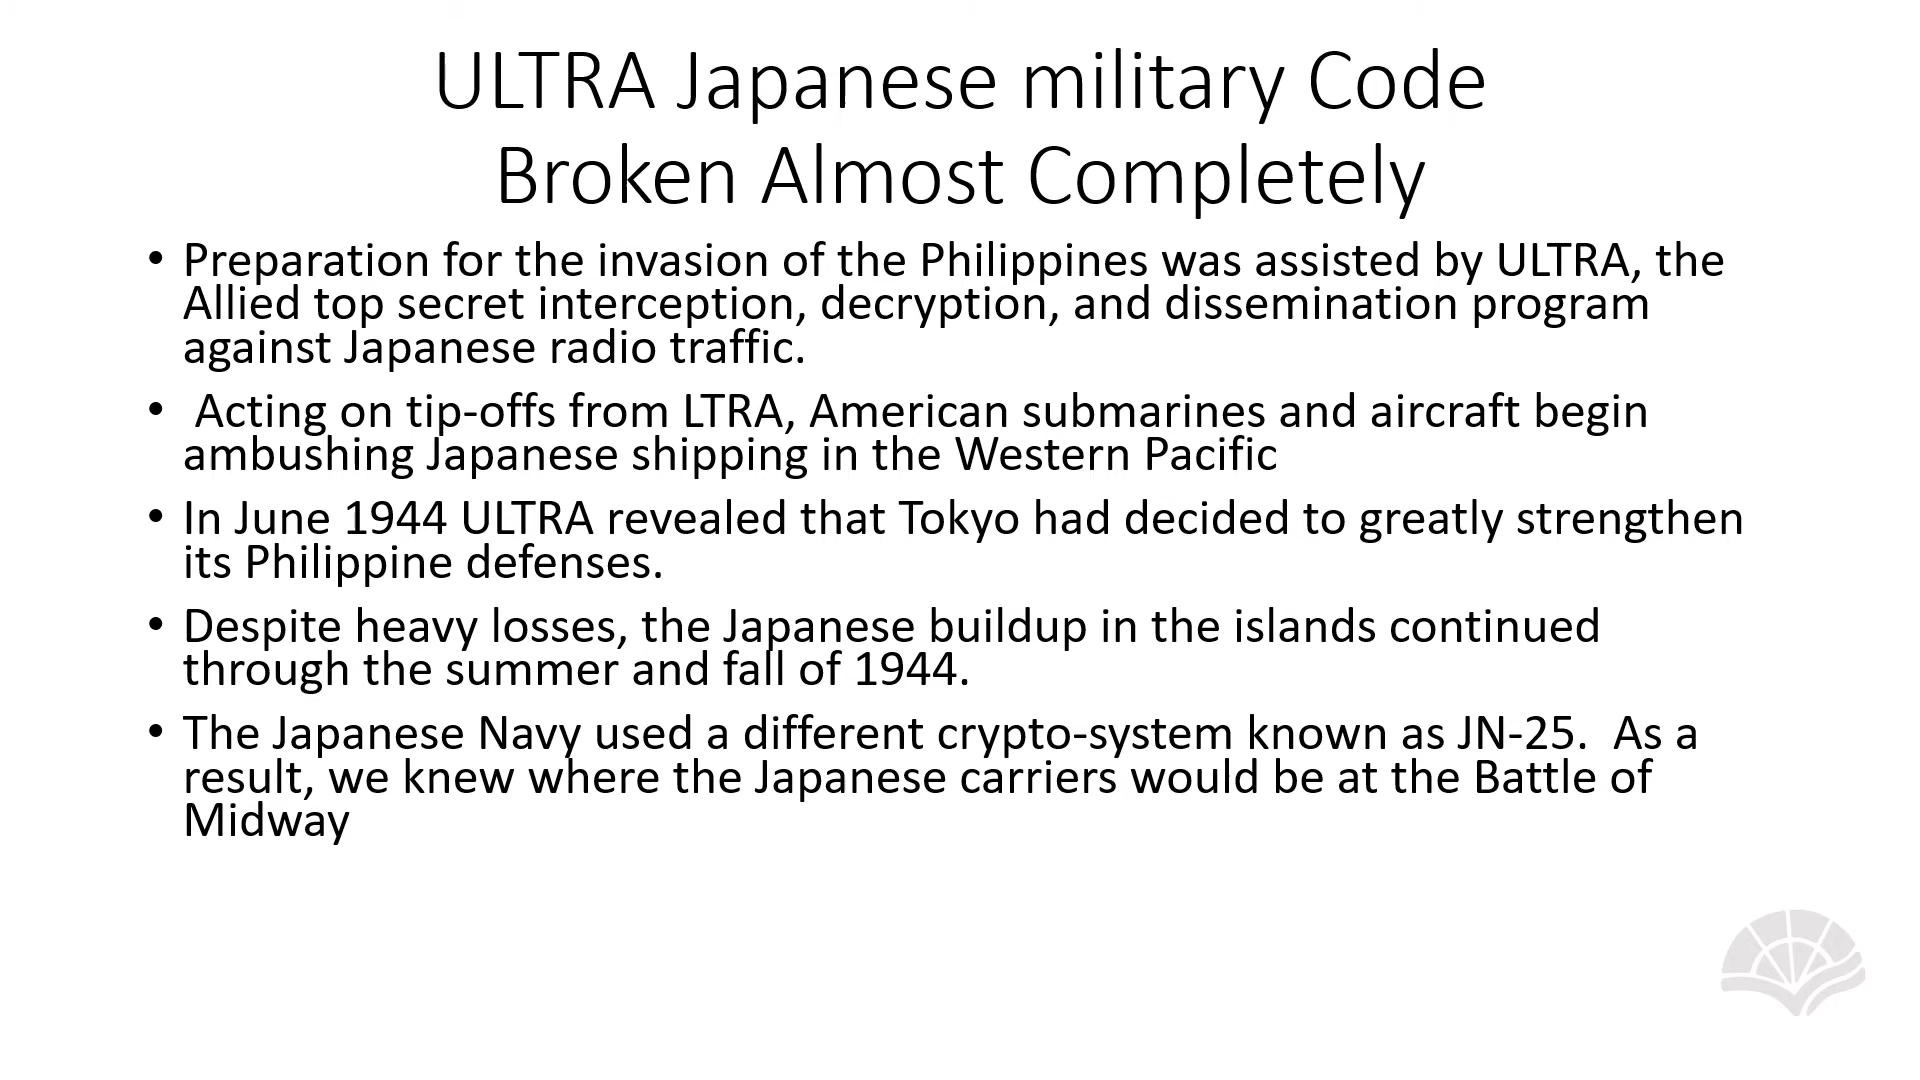 ULTRA Japanese military Code
Broken Almost Completely
• Preparation for the invasion of the Philippines was assisted by ULTRA, the
Allied top secret interception, decryption, and dissemination program
against Japanese radio traffic.
• Acting on tip-offs from LTRA, American submarines and aircraft begin
ambushing Japanese shipping in the Western Pacific
• In June 1944 ULTRA revealed that Tokyo had decided to greatly strengthen
its Philippine defenses.
• Despite heavy losses, the Japanese buildup in the islands continued
through the summer and fall of 1944.
• The Japanese Navy used a different crypto-system known as JN-25.  As a
result, we knew where the Japanese carriers would be at the Battle of
Midway